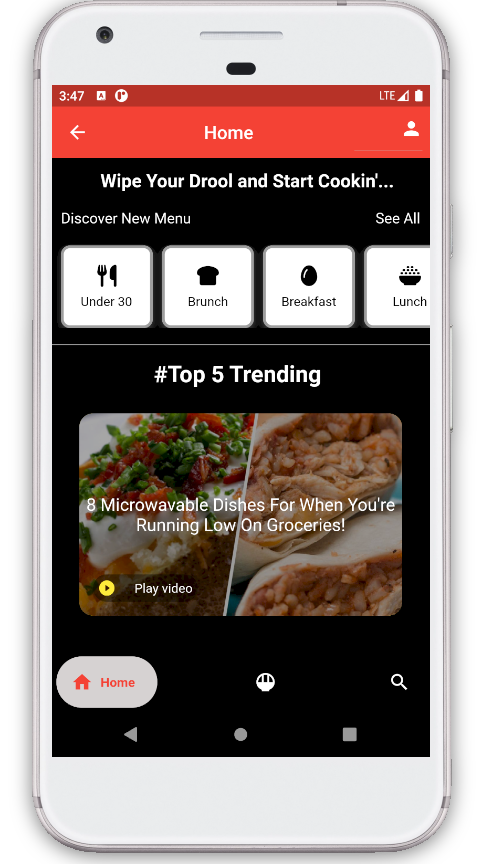 3:47
LTE
Home
Wipe Your Drool and Start Cookin'...
Discover New Menu
See All
Under 30
Brunch
Breakfast
Lunch
#Top 5 Trending
8 Microwavable Dishes For When You're
Running Low On Groceries!
Play video
Home